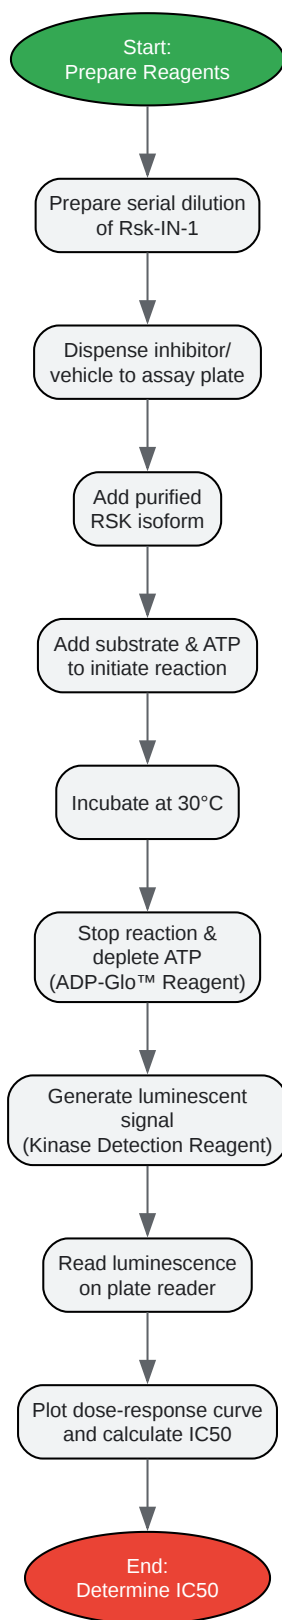 Start:
Prepare Reagents
Prepare serial dilution
of Rsk-IN-1
Dispense inhibitor/
vehicle to assay plate
Add purified
RSK isoform
Add substrate & ATP
to initiate reaction
Incubate at 30°C
Stop reaction &
deplete ATP
(ADP-Glo™ Reagent)
Generate luminescent
signal
(Kinase Detection Reagent)
Read luminescence
on plate reader
Plot dose-response curve
and calculate IC50
End:
Determine IC50